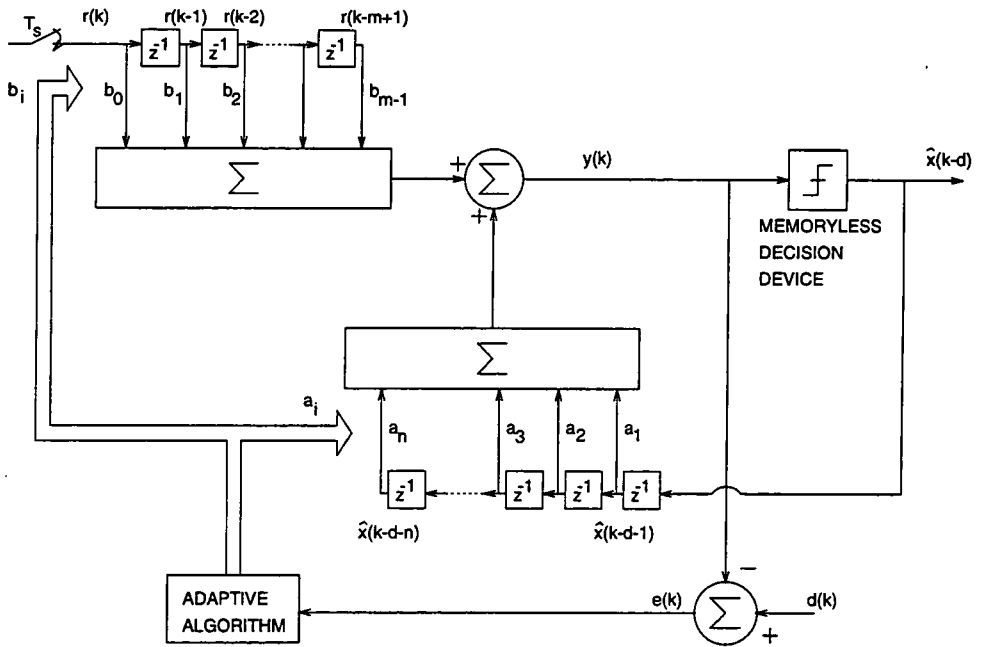 T_s r(k) r(k-1) r(k-2) r(k-m+1)
z^-1 z^-1 z^-1
b_i b_0 b_1 b_2 b_m-1
Σ
+ Σ y(k) x̂(k-d)
+
MEMORYLESS
DECISION
DEVICE
Σ
a_i a_n a_3 a_2 a_1
z^-1 z^-1 z^-1 z^-1
x̂(k-d-n) x̂(k-d-1)
−
ADAPTIVE
ALGORITHM
e(k) Σ d(k)
+